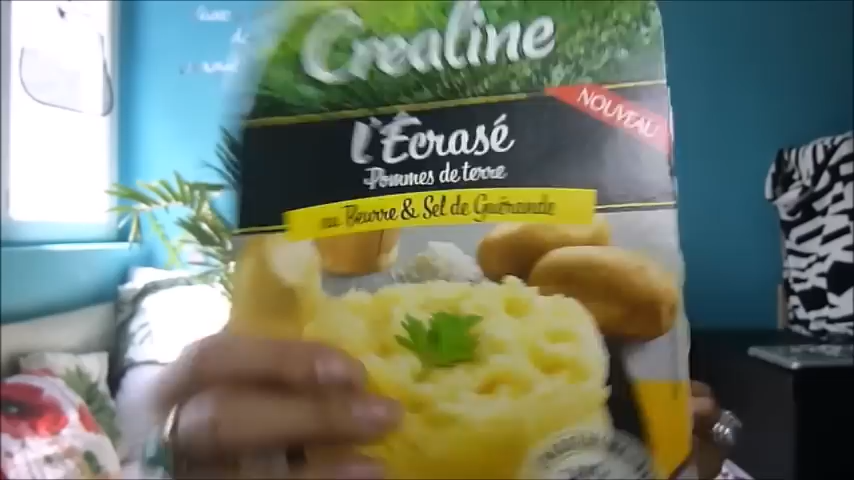 Crealine
NOUVEAU
L'Écrasé
Pommes de terre
au Beurre & Sel de Guérande